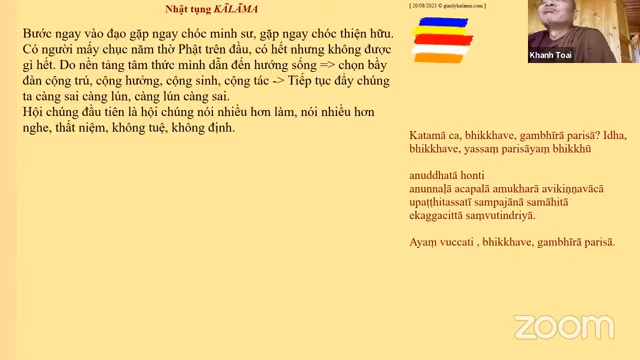 Nhật tụng KĀLĀMA
[ 20/08/2023 © giaolykalama.com ]
Bước ngay vào đạo gặp ngay chóc minh sư, gặp ngay chóc thiện hữu.
Có người mấy chục năm thờ Phật trên đầu, có hết nhưng không được
gì hết. Do nền tảng tâm thức mình dẫn đến hướng sống => chọn bầy
đàn cộng trú, cộng hưởng, cộng sinh, cộng tác -> Tiếp tục đẩy chúng
ta càng sai càng lún, càng lún càng sai.
Hội chúng đầu tiên là hội chúng nói nhiều hơn làm, nói nhiều hơn
nghe, thất niệm, không tuệ, không định.
Khanh Toai
Katamā ca, bhikkhave, gambhīrā parisā? Idha,
bhikkhave, yassaṃ parisāyaṃ bhikkhū
anuddhatā honti
anunnaḷā acapalā amukharā avikiṇṇavācā
upaṭṭhitassatī sampajānā samāhitā
ekaggacittā saṃvutindriyā.
Ayaṃ vuccati , bhikkhave, gambhīrā parisā.
zoom